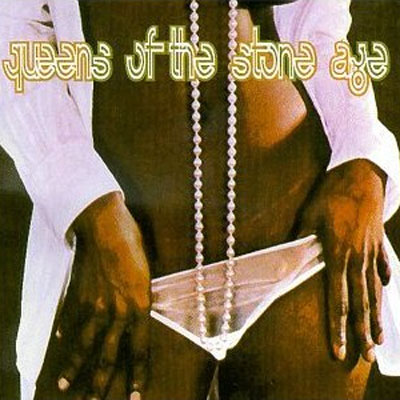 queens of the stone age